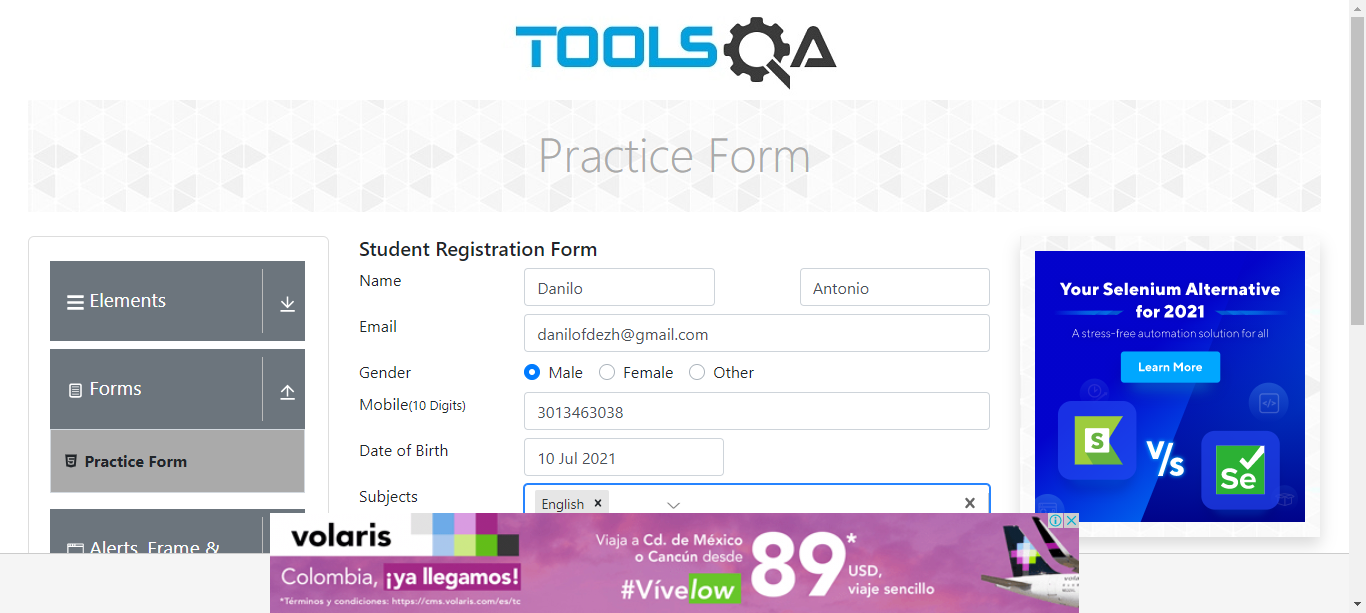 TOOLSQA
Practice Form
Elements
Forms
Practice Form
Alerts, Frame &
Student Registration Form
Name
Danilo
Antonio
Email
danilofdezh@gmail.com
Gender
Male
Female
Other
Mobile(10 Digits)
3013463038
Date of Birth
10 Jul 2021
Subjects
English
Your Selenium Alternative
for 2021
A stress-free automation solution for all
Learn More
S
V/s
Se
volaris
Colombia, ¡ya llegamos!
*Términos y condiciones: https://cms.volaris.com/es/tc
Viaja a Cd. de México
o Cancún desde
#Vívelow
89*
USD,
viaje sencillo